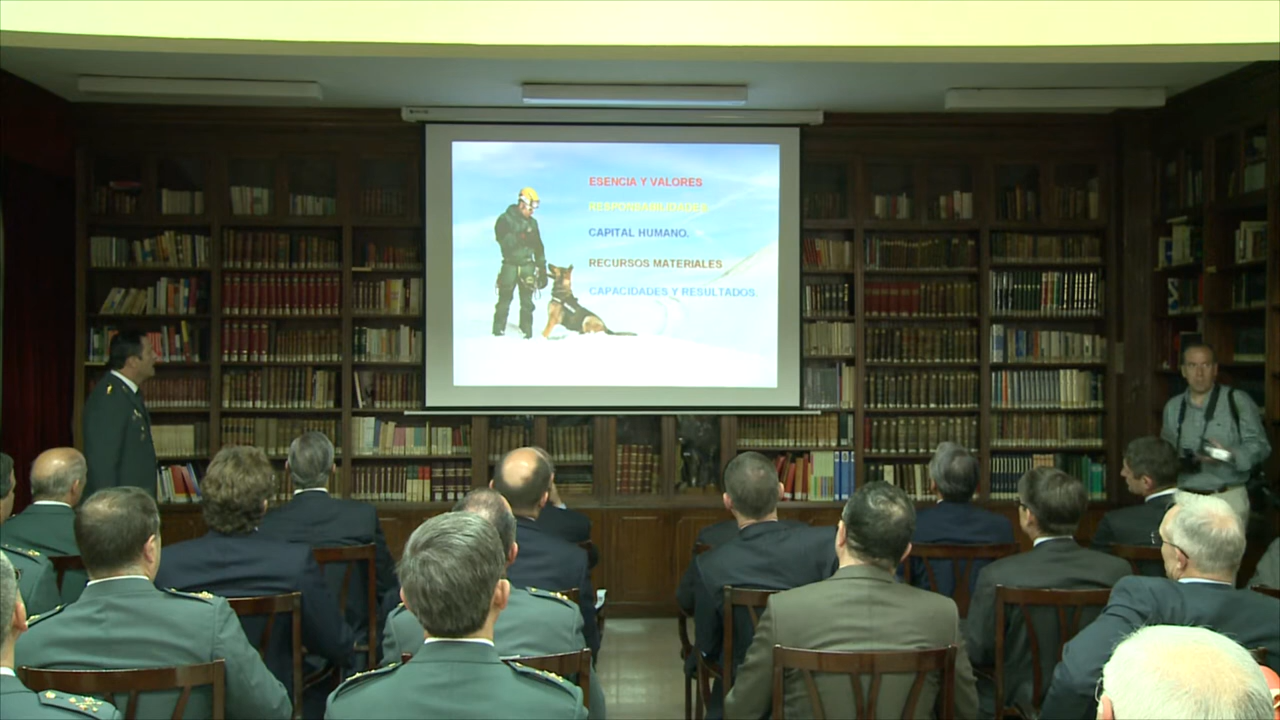 ESENCIA Y VALORES
RESPONSABILIDADES
CAPITAL HUMANO.
RECURSOS MATERIALES
CAPACIDADES Y RESULTADOS.